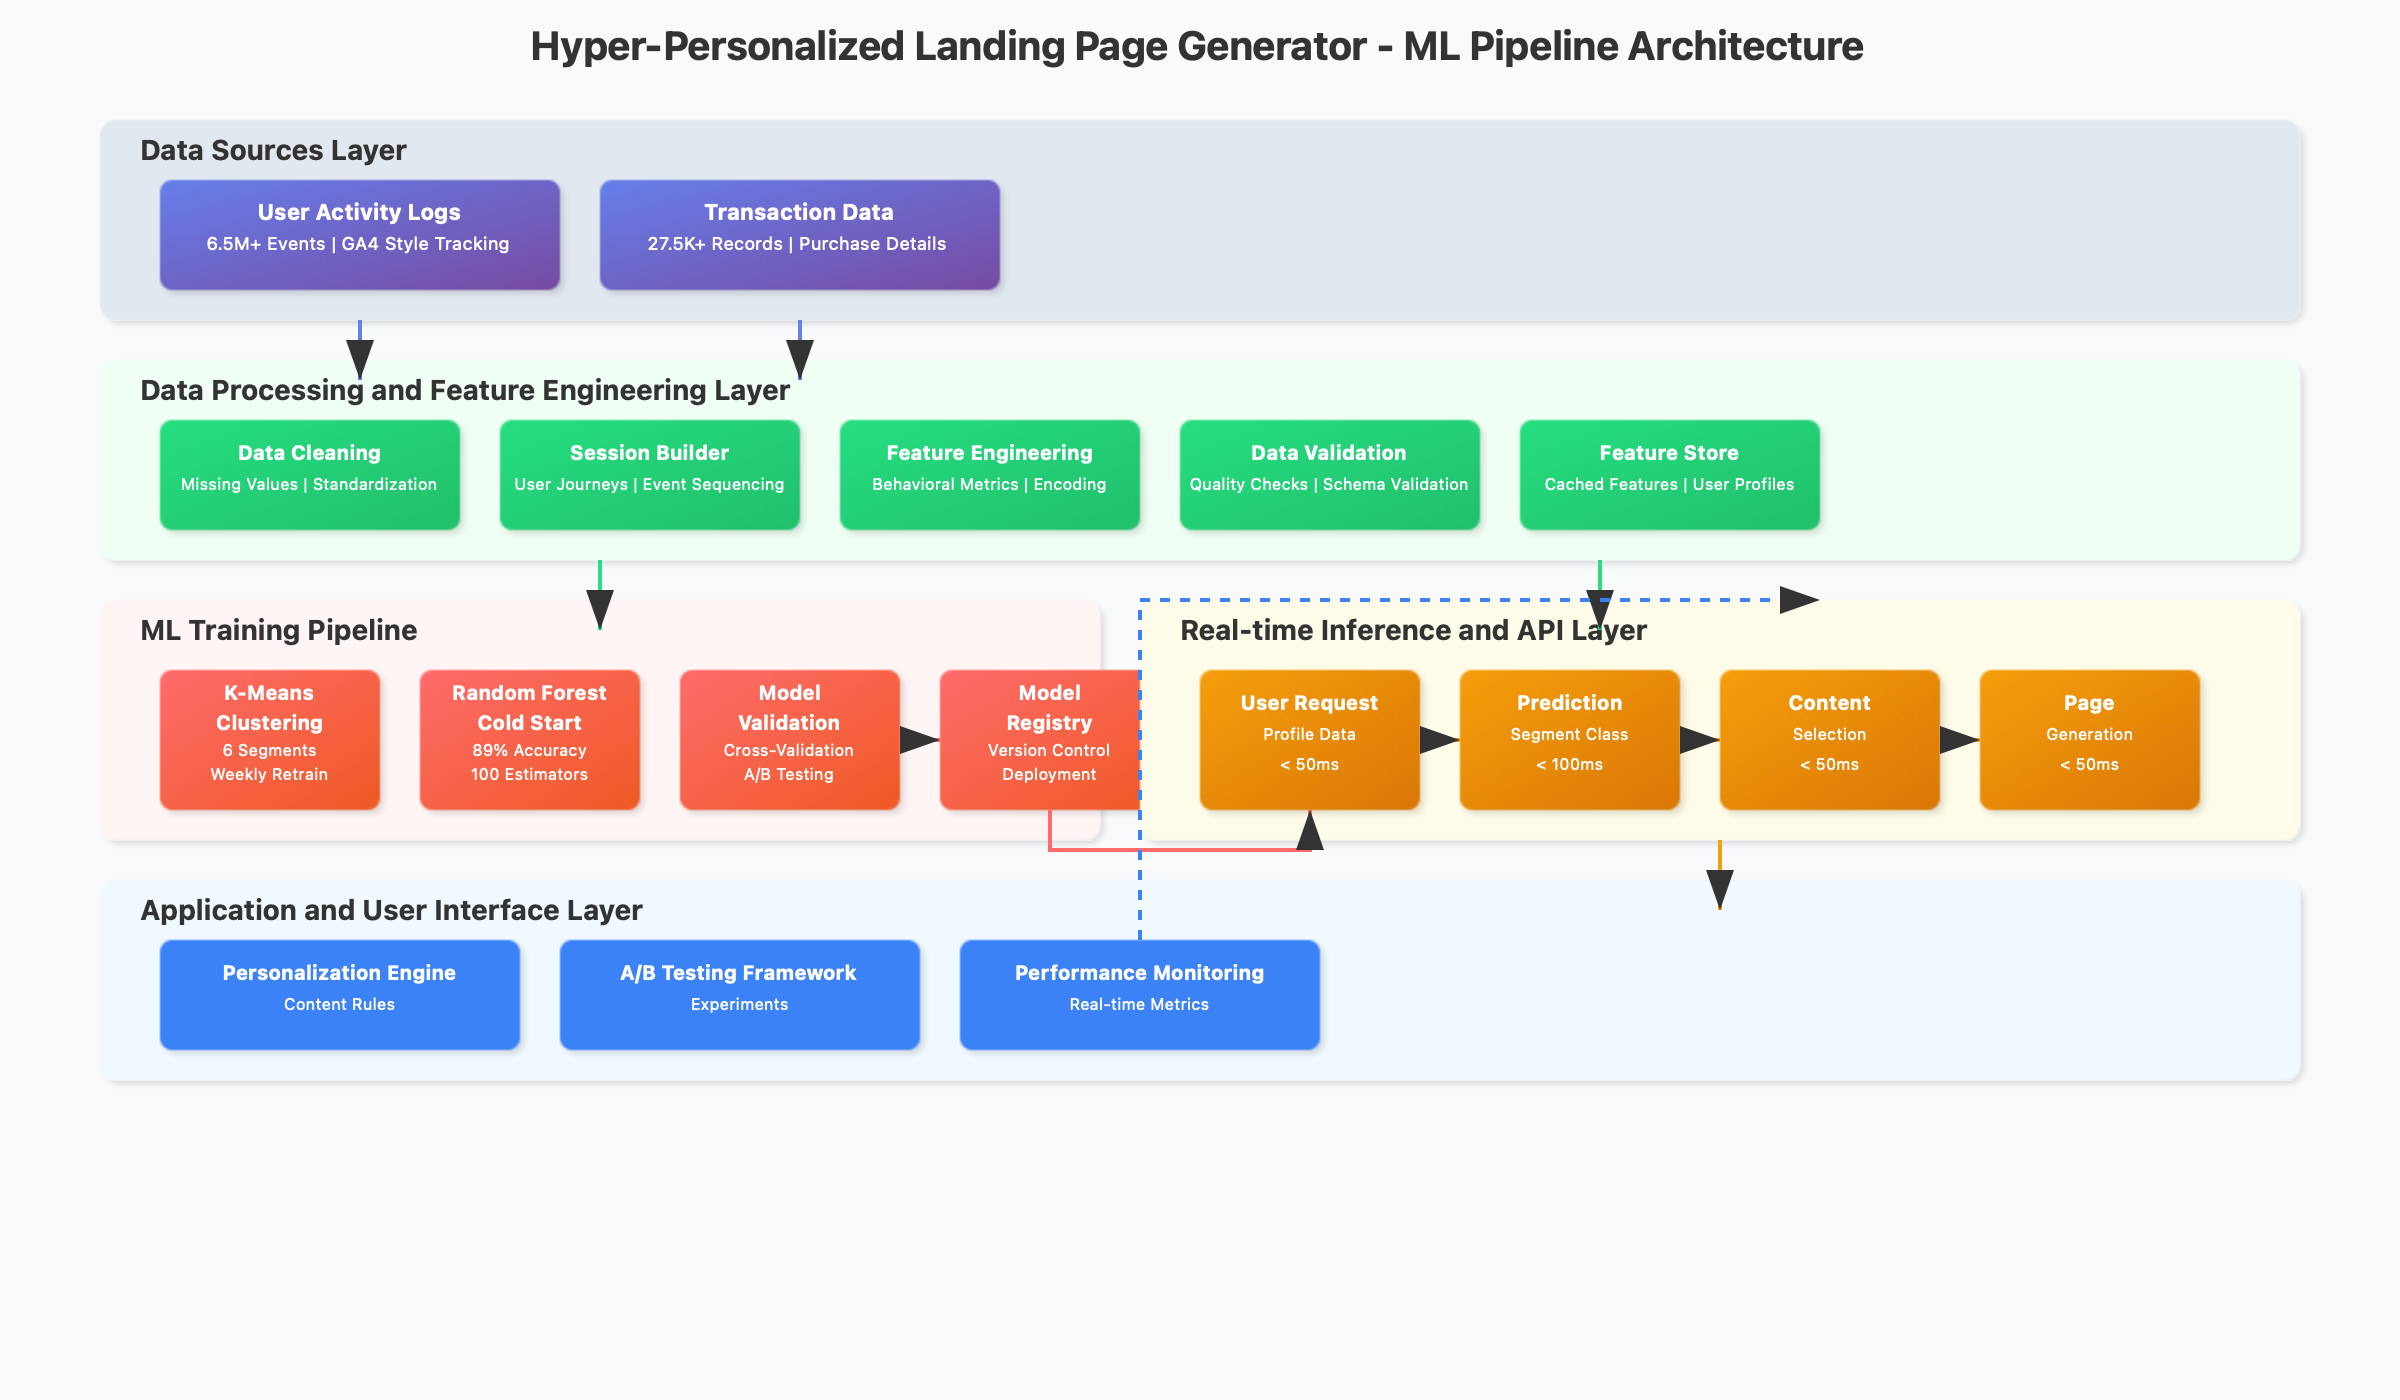 Hyper-Personalized Landing Page Generator - ML Pipeline Architecture
Data Sources Layer
User Activity Logs
6.5M+ Events | GA4 Style Tracking
Transaction Data
27.5K+ Records | Purchase Details
Data Processing and Feature Engineering Layer
Data Cleaning
Missing Values | Standardization
Session Builder
User Journeys | Event Sequencing
Feature Engineering
Behavioral Metrics | Encoding
Data Validation
Quality Checks | Schema Validation
Feature Store
Cached Features | User Profiles
ML Training Pipeline
K-Means
Clustering
6 Segments
Weekly Retrain
Random Forest
Cold Start
89% Accuracy
100 Estimators
Model
Validation
Cross-Validation
A/B Testing
Model
Registry
Version Control
Deployment
Real-time Inference and API Layer
User Request
Profile Data
< 50ms
Prediction
Segment Class
< 100ms
Content
Selection
< 50ms
Page
Generation
< 50ms
Application and User Interface Layer
Personalization Engine
Content Rules
A/B Testing Framework
Experiments
Performance Monitoring
Real-time Metrics